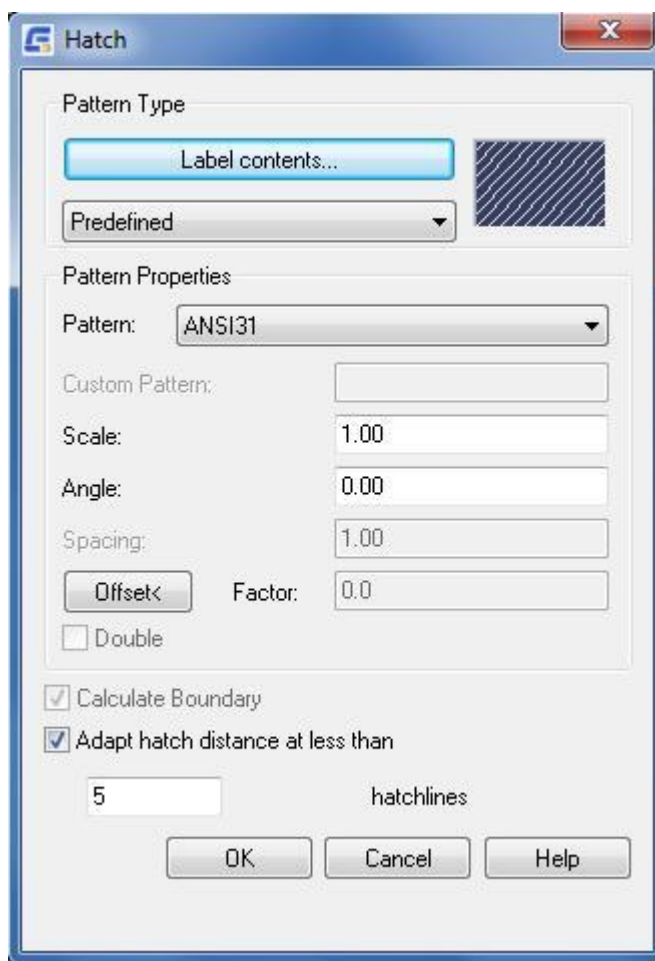 Hatch
Pattern Type
Label contents...
Predefined
Pattern Properties
Pattern: ANSI31
Custom Pattern:
Scale: 1.00
Angle: 0.00
Spacing: 1.00
Offset< Factor: 0.0
Double
Calculate Boundary
Adapt hatch distance at less than
5 hatchlines
OK Cancel Help